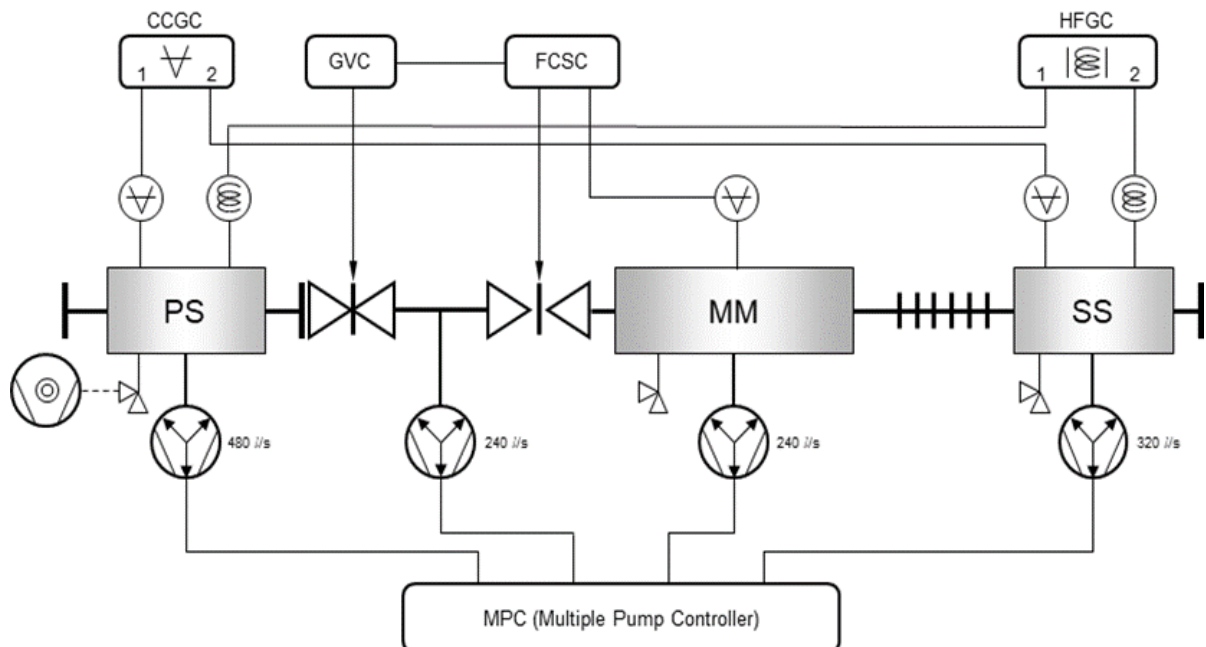 CCGC
HFGC
1 2
GVC
FCSC
1 2
PS
MM
SS
480 l/s
240 l/s
240 l/s
320 l/s
MPC (Multiple Pump Controller)